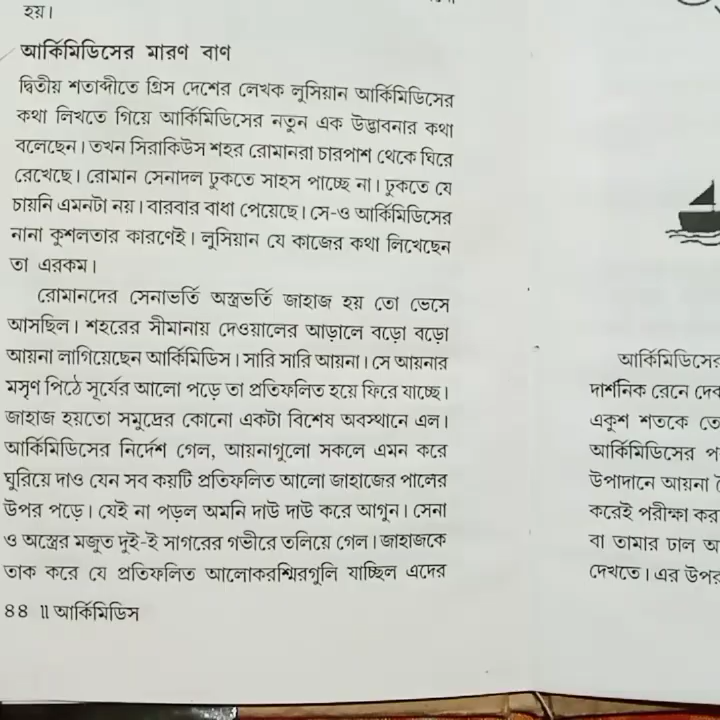 হয়।
আর্কিমিডিসের মারণ বাণ
দ্বিতীয় শতাব্দীতে গ্রিস দেশের লেখক লুসিয়ান আর্কিমিডিসের
কথা লিখতে গিয়ে আর্কিমিডিসের নতুন এক উদ্ভাবনার কথা
বলেছেন। তখন সিরাকিউস শহর রোমানরা চারপাশ থেকে ঘিরে
রেখেছে। রোমান সেনাদল ঢুকতে সাহস পাচ্ছে না। ঢুকতে যে
চায়নি এমনটা নয়। বারবার বাধা পেয়েছে। সে-ও আর্কিমিডিসের
নানা কুশলতার কারণেই। লুসিয়ান যে কাজের কথা লিখেছেন
তা এরকম।
রোমানদের সেনাভর্তি অস্ত্রভর্তি জাহাজ হয় তো ভেসে
আসছিল। শহরের সীমানায় দেওয়ালের আড়ালে বড়ো বড়ো
আয়না লাগিয়েছেন আর্কিমিডিস। সারি সারি আয়না। সে আয়নার
মসৃণ পিঠে সূর্যের আলো পড়ে তা প্রতিফলিত হয়ে ফিরে যাচ্ছে।
জাহাজ হয়তো সমুদ্রের কোনো একটা বিশেষ অবস্থানে এল।
আর্কিমিডিসের নির্দেশ গেল, আয়নাগুলো সকলে এমন করে
ঘুরিয়ে দাও যেন সব কয়টি প্রতিফলিত আলো জাহাজের পালের
উপর পড়ে। যেই না পড়ল অমনি দাউ দাউ করে আগুন। সেনা
ও অস্ত্রের মজুত দুই-ই সাগরের গভীরে তলিয়ে গেল। জাহাজকে
তাক করে যে প্রতিফলিত আলোকরশ্মিরগুলি যাচ্ছিল এদের
৪৪ ॥ আর্কিমিডিস
আর্কিমিডিসের
দার্শনিক রেনে
একুশ শতকে
আর্কিমিডিসের
উপাদানে আয়না
করেই পরীক্ষা
বা তামার ঢাল
দেখতে। এর